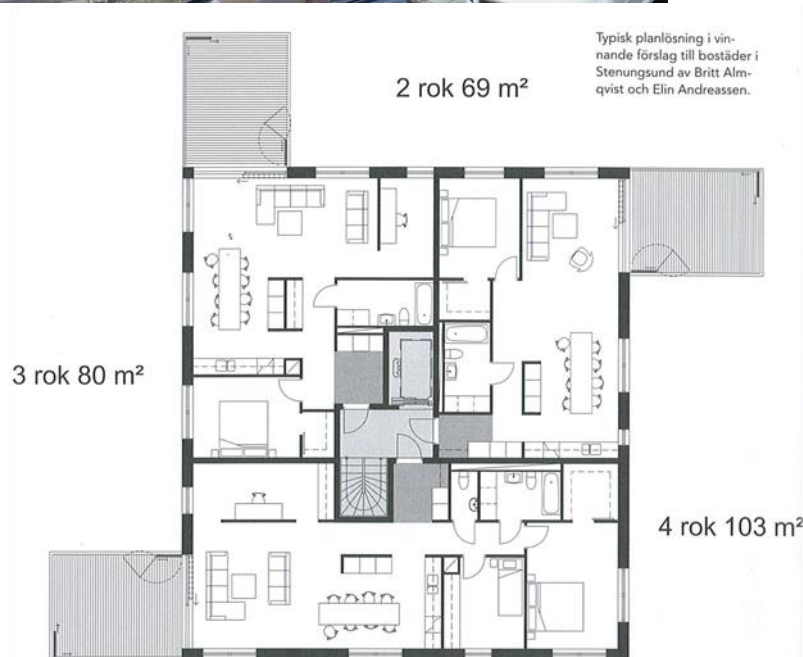 Typisk planlösning i vin-
nande förslag till bostäder i
Stenungsund av Britt Alm-
qvist och Elin Andreassen.
2 rok 69 m²
3 rok 80 m²
4 rok 103 m²